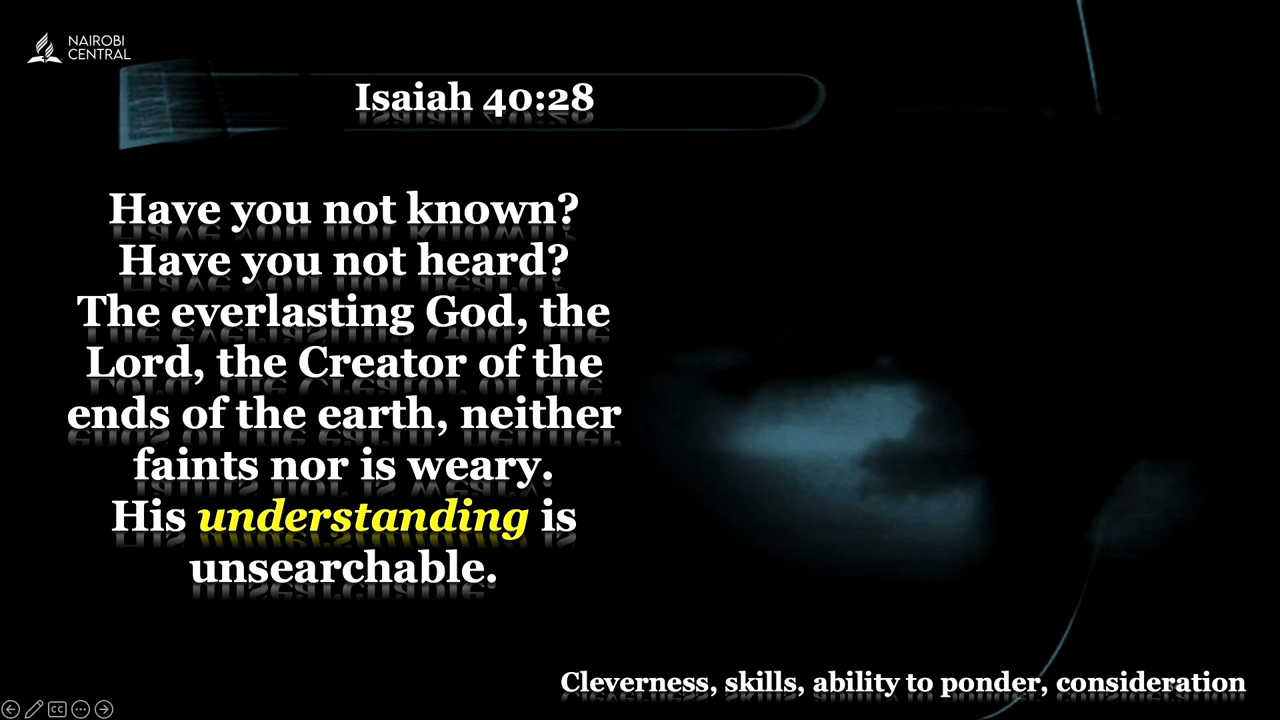 NAIROBI
CENTRAL
Isaiah 40:28
Have you not known?
Have you not heard?
The everlasting God, the
Lord, the Creator of the
ends of the earth, neither
faints nor is weary.
His understanding is
unsearchable.
Cleverness, skills, ability to ponder, consideration
CC